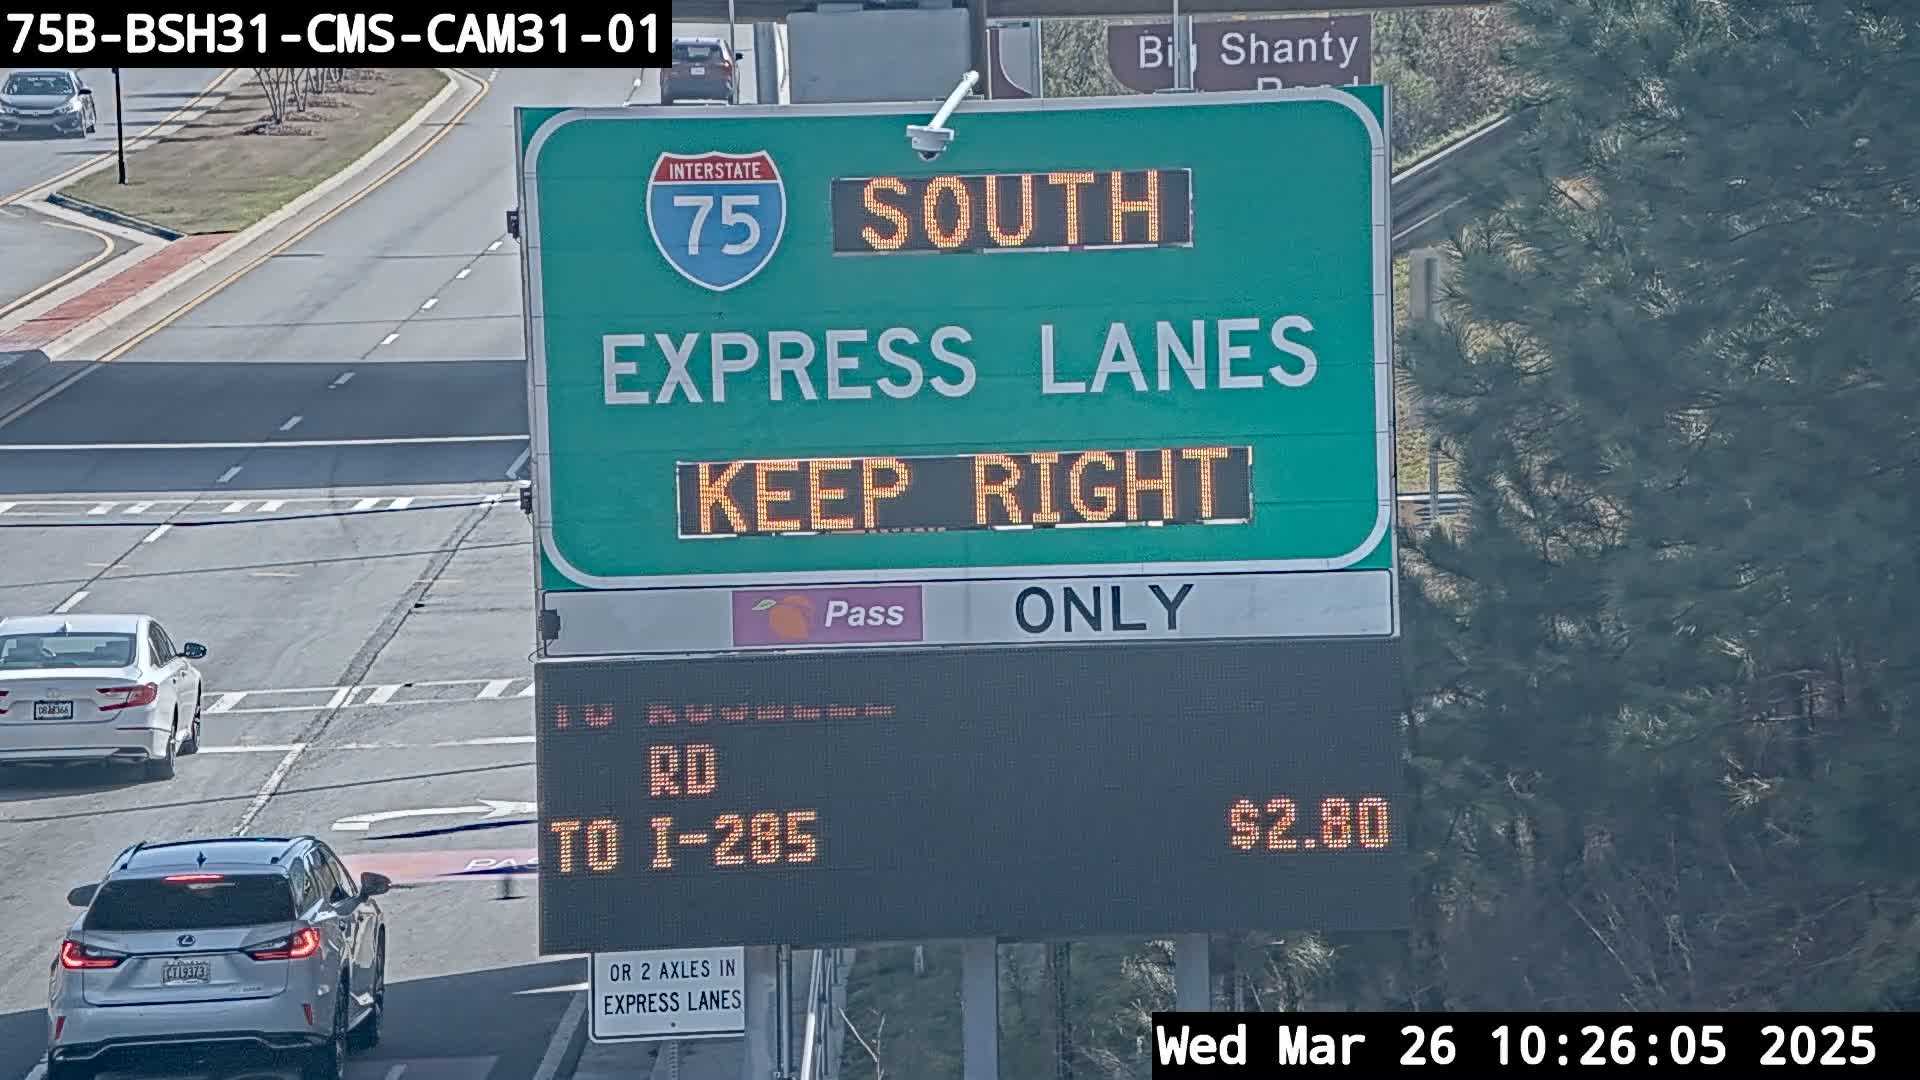 75B-BSH31-CMS-CAM31-01
Big Shanty
INTERSTATE
75
SOUTH
EXPRESS LANES
KEEP RIGHT
Pass ONLY
RD
TO I-285 $2.80
OR 2 AXLES IN
EXPRESS LANES
Wed Mar 26 10:26:05 2025